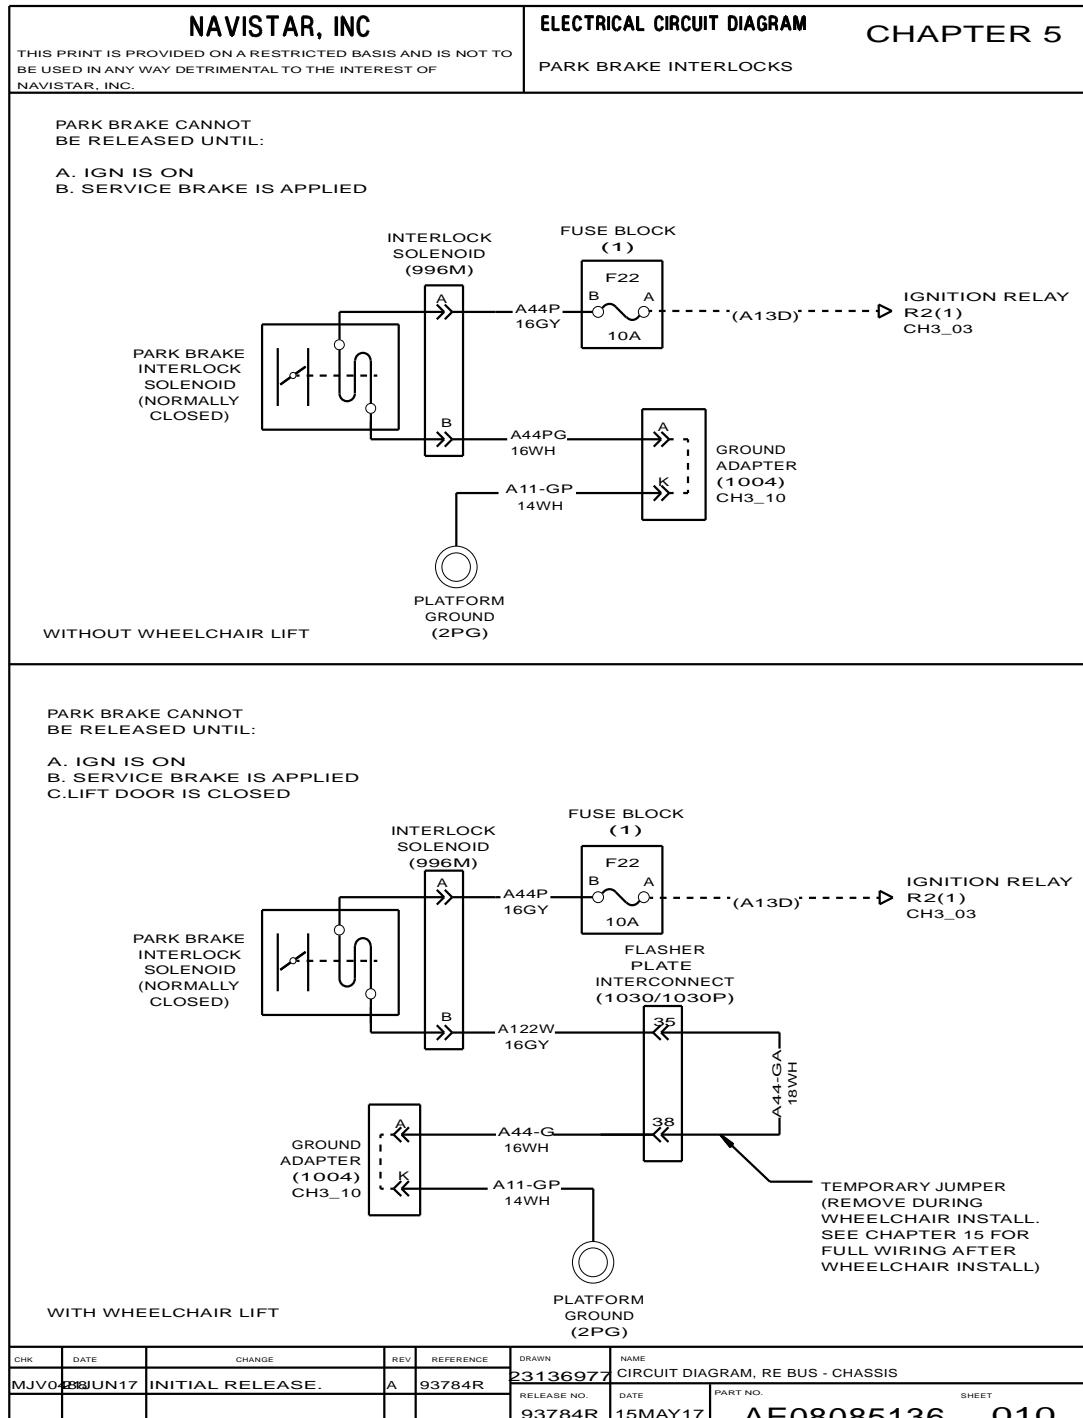 NAVISTAR, INC
THIS PRINT IS PROVIDED ON A RESTRICTED BASIS AND IS NOT TO
BE USED IN ANY WAY DETRIMENTAL TO THE INTEREST OF
NAVISTAR, INC.
ELECTRICAL CIRCUIT DIAGRAM
PARK BRAKE INTERLOCKS
CHAPTER 5
PARK BRAKE CANNOT
BE RELEASED UNTIL:
A. IGN IS ON
B. SERVICE BRAKE IS APPLIED
INTERLOCK
SOLENOID
(996M)
FUSE BLOCK
(1)
F22
B A
10A
A
A44P
16GY
(A13D)
IGNITION RELAY
R2(1)
CH3_03
PARK BRAKE
INTERLOCK
SOLENOID
(NORMALLY
CLOSED)
B
A44PG
16WH
A
K
GROUND
ADAPTER
(1004)
CH3_10
A11-GP
14WH
PLATFORM
GROUND
(2PG)
WITHOUT WHEELCHAIR LIFT
PARK BRAKE CANNOT
BE RELEASED UNTIL:
A. IGN IS ON
B. SERVICE BRAKE IS APPLIED
C.LIFT DOOR IS CLOSED
INTERLOCK
SOLENOID
(996M)
FUSE BLOCK
(1)
F22
B A
10A
A
A44P
16GY
(A13D)
IGNITION RELAY
R2(1)
CH3_03
PARK BRAKE
INTERLOCK
SOLENOID
(NORMALLY
CLOSED)
FLASHER
PLATE
INTERCONNECT
(1030/1030P)
B
A122W
16GY
35
A44-GA
18WH
38
A44-G
16WH
A
K
GROUND
ADAPTER
(1004)
CH3_10
A11-GP
14WH
TEMPORARY JUMPER
(REMOVE DURING
WHEELCHAIR INSTALL.
SEE CHAPTER 15 FOR
FULL WIRING AFTER
WHEELCHAIR INSTALL)
PLATFORM
GROUND
(2PG)
WITH WHEELCHAIR LIFT
CHK DATE CHANGE REV REFERENCE
INITIAL RELEASE. A 93784R
DRAWN
23136977
NAME
CIRCUIT DIAGRAM, RE BUS - CHASSIS
RELEASE NO.
93784R
DATE
15MAY17
PART NO.
AE08085136
SHEET
010